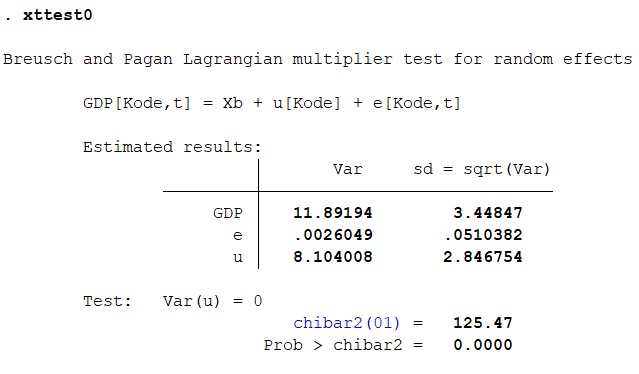 . xttest0
Breusch and Pagan Lagrangian multiplier test for random effects
GDP[Kode,t] = Xb + u[Kode] + e[Kode,t]
Estimated results:
Var sd = sqrt(Var)
GDP 11.89194 3.44847
e .0026049 .0510382
u 8.104008 2.846754
Test: Var(u) = 0
chibar2(01) = 125.47
Prob > chibar2 = 0.0000